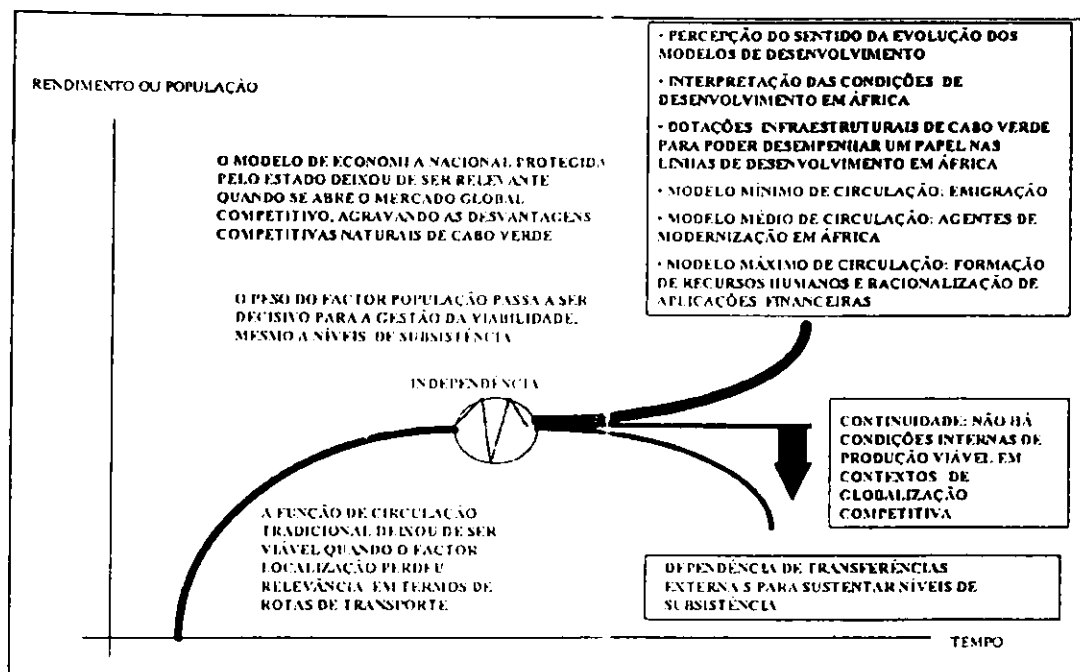 RENDIMENTO OU POPULAÇÃO
O MODELO DE ECONOMIA NACIONAL PROTEGIDA
PELO ESTADO DEIXOU DE SER RELEVANTE
QUANDO SE ABRE O MERCADO GLOBAL
COMPETITIVO, AGRAVANDO AS DESVANTAGENS
COMPETITIVAS NATURAIS DE CABO VERDE
O PESO DO FACTOR POPULAÇÃO PASSA A SER
DECISIVO PARA A GESTÃO DA VIABILIDADE,
MESMO A NÍVEIS DE SUBSISTÊNCIA
INDEPENDÊNCIA
A FUNÇÃO DE CIRCULAÇÃO
TRADICIONAL DEIXOU DE SER
VIÁVEL QUANDO O FACTOR
LOCALIZAÇÃO PERDEU
RELEVÂNCIA EM TERMOS DE
ROTAS DE TRANSPORTE
· PERCEPÇÃO DO SENTIDO DA EVOLUÇÃO DOS
MODELOS DE DESENVOLVIMENTO
· INTERPRETAÇÃO DAS CONDIÇÕES DE
DESENVOLVIMENTO EM ÁFRICA
· DOTAÇÕES INFRAESTRUTURAIS DE CABO VERDE
PARA PODER DESEMPENHAR UM PAPEL NAS
LINHAS DE DESENVOLVIMENTO EM ÁFRICA
· MODELO MÍNIMO DE CIRCULAÇÃO: EMIGRAÇÃO
· MODELO MÉDIO DE CIRCULAÇÃO: AGENTES DE
MODERNIZAÇÃO EM ÁFRICA
· MODELO MÁXIMO DE CIRCULAÇÃO: FORMAÇÃO
DE RECURSOS HUMANOS E RACIONALIZAÇÃO DE
APLICAÇÕES FINANCEIRAS
CONTINUIDADE: NÃO HÁ
CONDIÇÕES INTERNAS DE
PRODUÇÃO VIÁVEL EM
CONTEXTOS DE
GLOBALIZAÇÃO
COMPETITIVA
DEPENDÊNCIA DE TRANSFERÊNCIAS
EXTERNAS PARA SUSTENTAR NÍVEIS DE
SUBSISTÊNCIA
TEMPO